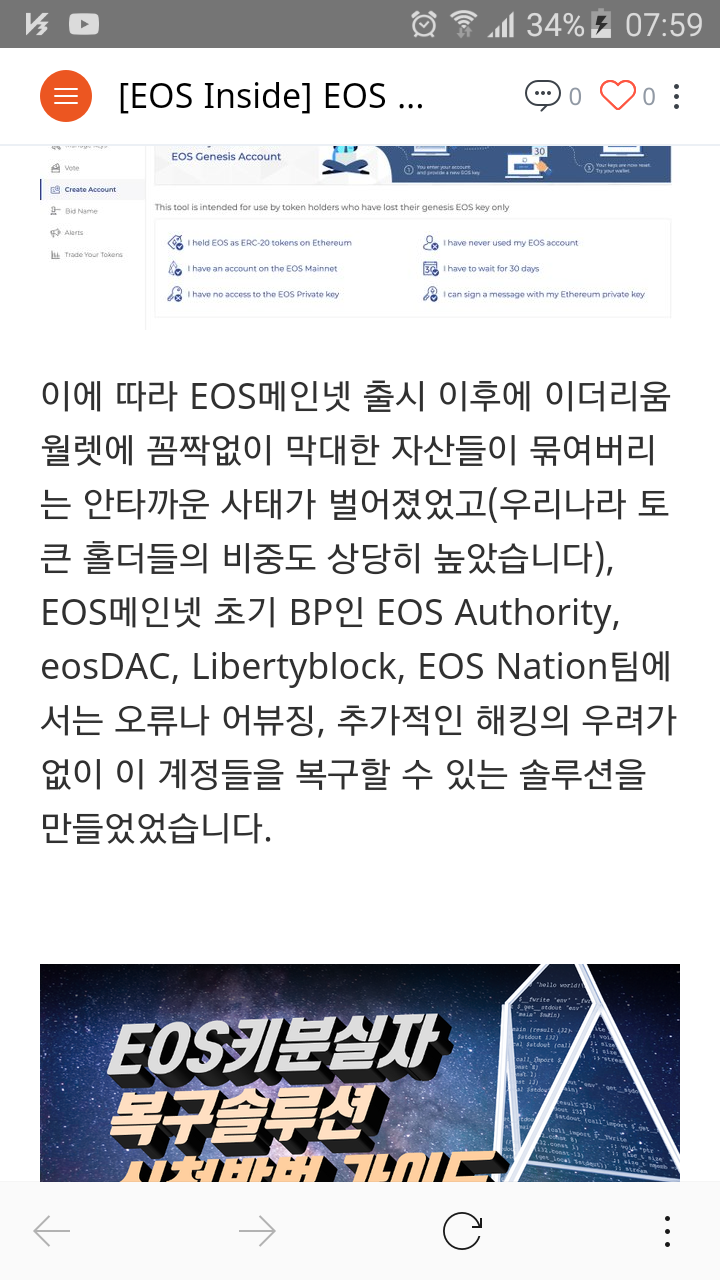 34% 07:59
[EOS Inside] EOS ...
0 0
Manage Keys
Vote
Create Account
Bid Name
Alerts
Trade Your Tokens
EOS Genesis Account
You enter your account
and provide a new EOS key
30
Your keys are now reset.
Try your wallet
This tool is intended for use by token holders who have lost their genesis EOS key only
I held EOS as ERC-20 tokens on Ethereum
I have never used my EOS account
I have an account on the EOS Mainnet
I have to wait for 30 days
I have no access to the EOS Private key
I can sign a message with my Ethereum private key
이에 따라 EOS메인넷 출시 이후에 이더리움
월렛에 꼼짝없이 막대한 자산들이 묶여버리
는 안타까운 사태가 벌어졌었고(우리나라 토
큰 홀더들의 비중도 상당히 높았습니다),
EOS메인넷 초기 BP인 EOS Authority,
eosDAC, Libertyblock, EOS Nation팀에
서는 오류나 어뷰징, 추가적인 해킹의 우려가
없이 이 계정들을 복구할 수 있는 솔루션을
만들었었습니다.
EOS키분실자
복구솔루션
신청방법 가이드
"hello world!\